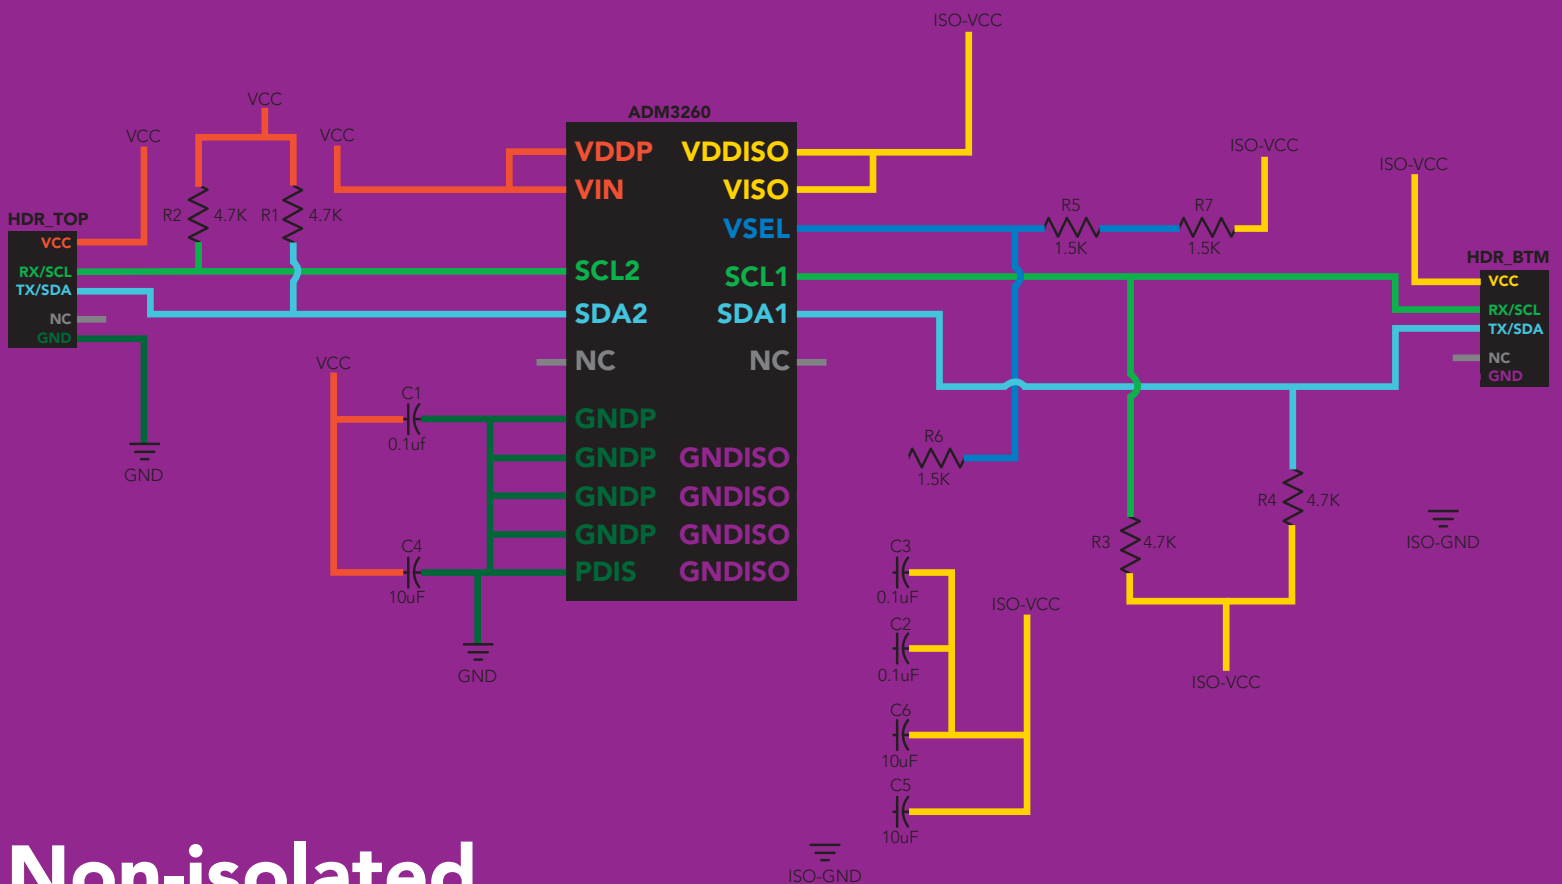 ISO-VCC
VCC
VCC
VCC
ADM3260
VDDP
VIN
SCL2
SDA2
NC
GNDP
GNDP
GNDP
GNDP
PDIS
VDDISO
VISO
VSEL
SCL1
SDA1
NC
GNDISO
GNDISO
GNDISO
GNDISO
HDR_TOP
VCC
RX/SCL
TX/SDA
NC
GND
R2
4.7K
R1
4.7K
GND
VCC
C1
0.1uf
C4
10uF
GND
R5
1.5K
R7
1.5K
ISO-VCC
ISO-VCC
HDR_BTM
VCC
RX/SCL
TX/SDA
NC
GND
R6
1.5K
R3
4.7K
R4
4.7K
ISO-VCC
ISO-GND
C3
0.1uF
C2
0.1uF
C6
10uF
C5
10uF
ISO-VCC
ISO-GND
Non-isolated